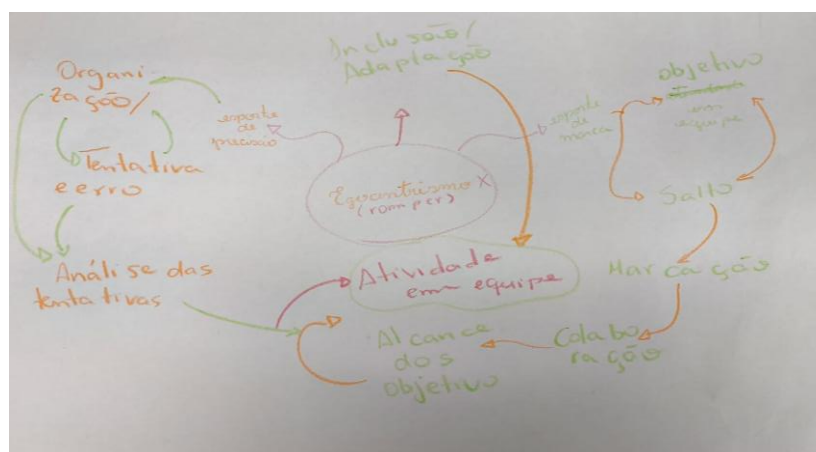 Inclusão/
Adaptação
Organi-
zação/
esporte
de
precisão
Tentativa
e erro
Análise das
tentativas
Egocentrismo X
(romper)
esporte
de
marca
objetivo
em
equipe
Salto
Marcação
Colabo
ração
Alcance
dos
objetivo
Atividade
em equipe